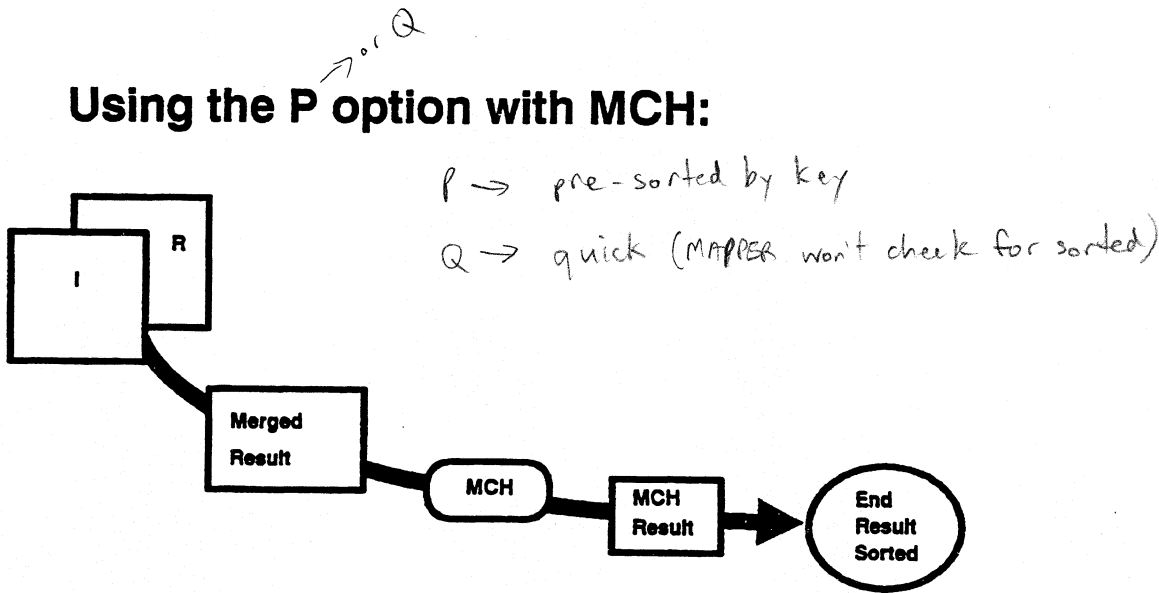 or Q
Using the P option with MCH:
P → pre-sorted by key
Q → quick (MAPPER won't check for sorted)
R
I
Merged
Result
MCH
MCH
Result
End
Result
Sorted